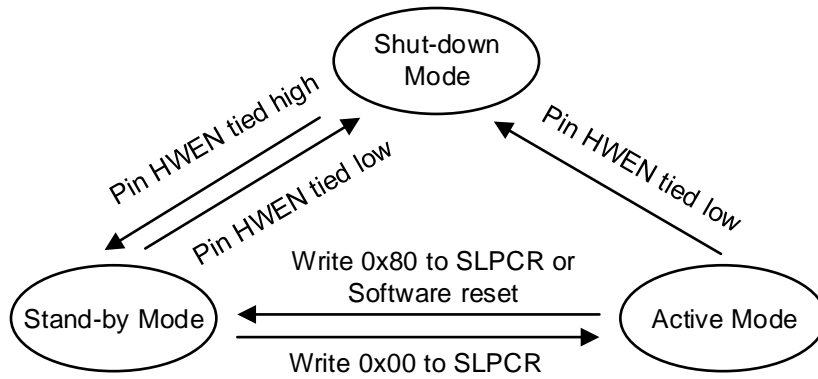 Shut-down
Mode
Pin HWEN tied high
Pin HWEN tied low
Pin HWEN tied low
Write 0x80 to SLPCR or
Software reset
Stand-by Mode
Active Mode
Write 0x00 to SLPCR